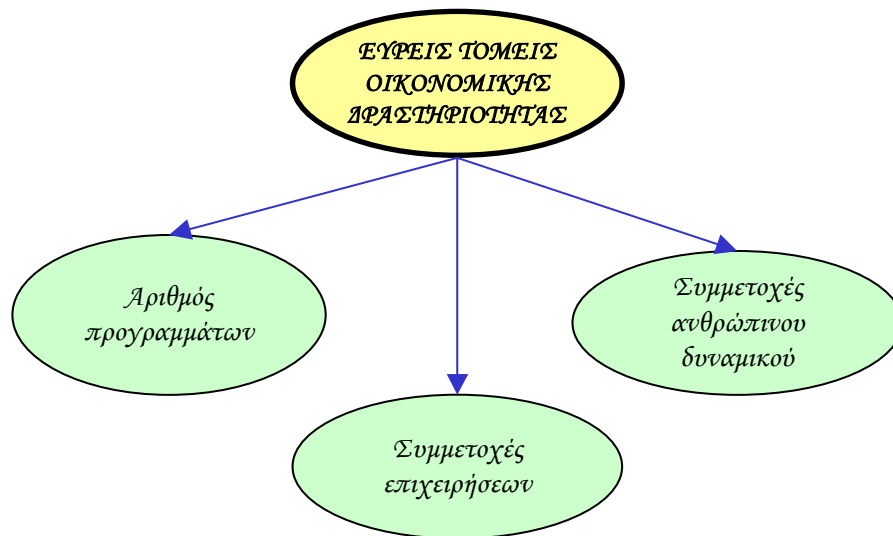 ΕΥΡΕΙΣ ΤΟΜΕΙΣ
ΟΙΚΟΝΟΜΙΚΗΣ
ΔΡΑΣΤΗΡΙΟΤΗΤΑΣ
Αριθμός
προγραμμάτων
Συμμετοχές
ανθρώπινου
δυναμικού
Συμμετοχές
επιχειρήσεων